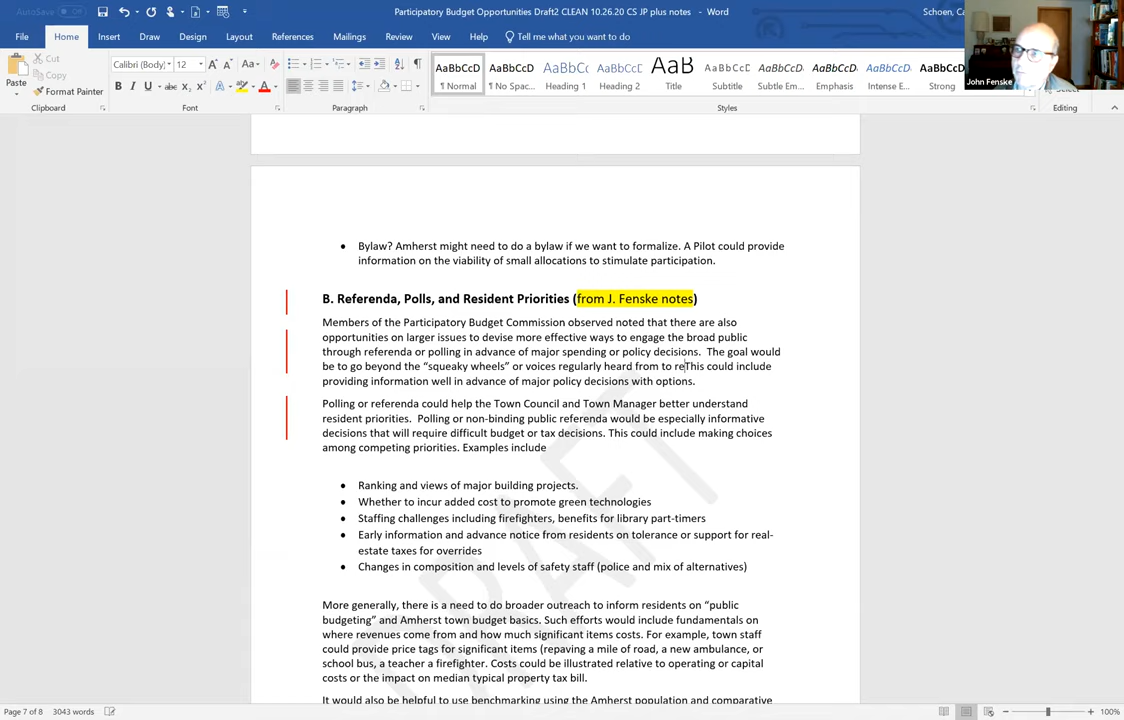 AutoSave
Participatory Budget Opportunities Draft2 CLEAN 10.26.20 CS JP plus notes - Word
Schoen, Ca
File Home Insert Draw Design Layout References Mailings Review View Help Tell me what you want to do
Paste
Cut
Copy
Format Painter
Clipboard
Calibri (Body) 12
Font
Paragraph
AaBbCcD ¶ Normal
AaBbCcD ¶ No Spac...
AaBbCc Heading 1
AaBbCcD Heading 2
AaB Title
AaBbCcD Subtitle
AaBbCcD Subtle Em...
AaBbCcD Emphasis
AaBbCcD Intense E...
AaBbCcD Strong
Styles
Select
Editing
John Fenske
• Bylaw? Amherst might need to do a bylaw if we want to formalize. A Pilot could provide
information on the viability of small allocations to stimulate participation.
B. Referenda, Polls, and Resident Priorities (from J. Fenske notes)
Members of the Participatory Budget Commission observed noted that there are also
opportunities on larger issues to devise more effective ways to engage the broad public
through referenda or polling in advance of major spending or policy decisions. The goal would
be to go beyond the “squeaky wheels” or voices regularly heard from to reThis could include
providing information well in advance of major policy decisions with options.
Polling or referenda could help the Town Council and Town Manager better understand
resident priorities. Polling or non-binding public referenda would be especially informative
decisions that will require difficult budget or tax decisions. This could include making choices
among competing priorities. Examples include
• Ranking and views of major building projects.
• Whether to incur added cost to promote green technologies
• Staffing challenges including firefighters, benefits for library part-timers
• Early information and advance notice from residents on tolerance or support for real-
estate taxes for overrides
• Changes in composition and levels of safety staff (police and mix of alternatives)
More generally, there is a need to do broader outreach to inform residents on “public
budgeting” and Amherst town budget basics. Such efforts would include fundamentals on
where revenues come from and how much significant items costs. For example, town staff
could provide price tags for significant items (repaving a mile of road, a new ambulance, or
school bus, a teacher a firefighter. Costs could be illustrated relative to operating or capital
costs or the impact on median typical property tax bill.
It would also be helpful to use benchmarking using the Amherst population and comparative
DRAFT
Page 7 of 8 3043 words
100%